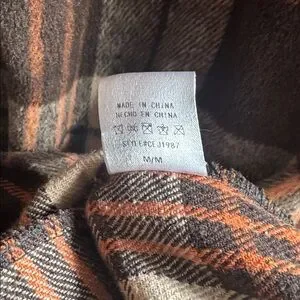 MADE IN CHINA
HECHO EN CHINA
STYLE#CEJ1987
M/M